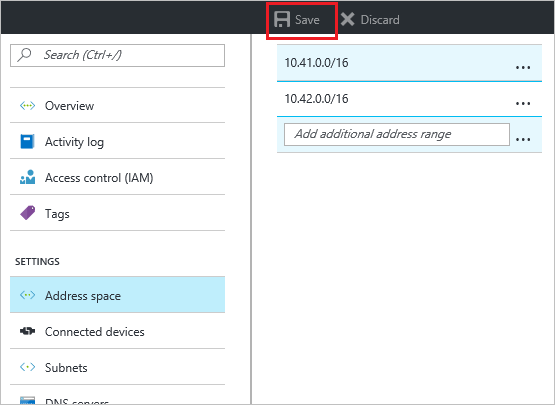 Save Discard
Search (Ctrl+/)
Overview
Activity log
Access control (IAM)
Tags
SETTINGS
Address space
Connected devices
Subnets
DNS servers
10.41.0.0/16 ...
10.42.0.0/16 ...
Add additional address range ...